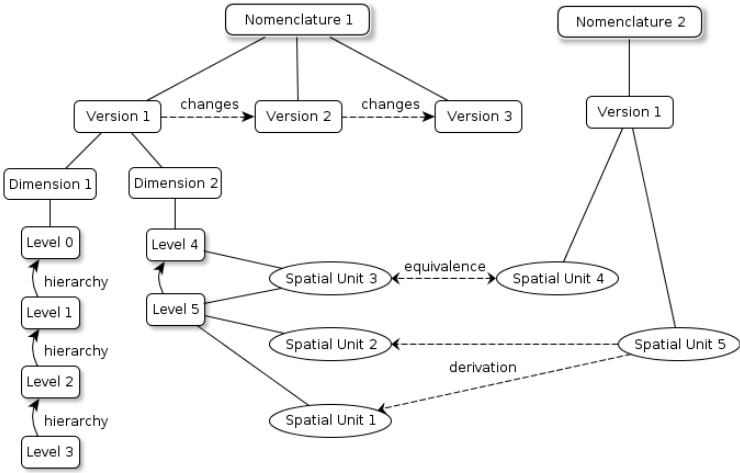 Nomenclature 1
Nomenclature 2
changes
changes
Version 1
Version 2
Version 3
Version 1
Dimension 1
Dimension 2
Level 0
Level 4
equivalence
Spatial Unit 3
Spatial Unit 4
hierarchy
Level 1
Level 5
Spatial Unit 2
Spatial Unit 5
hierarchy
derivation
Level 2
hierarchy
Spatial Unit 1
Level 3